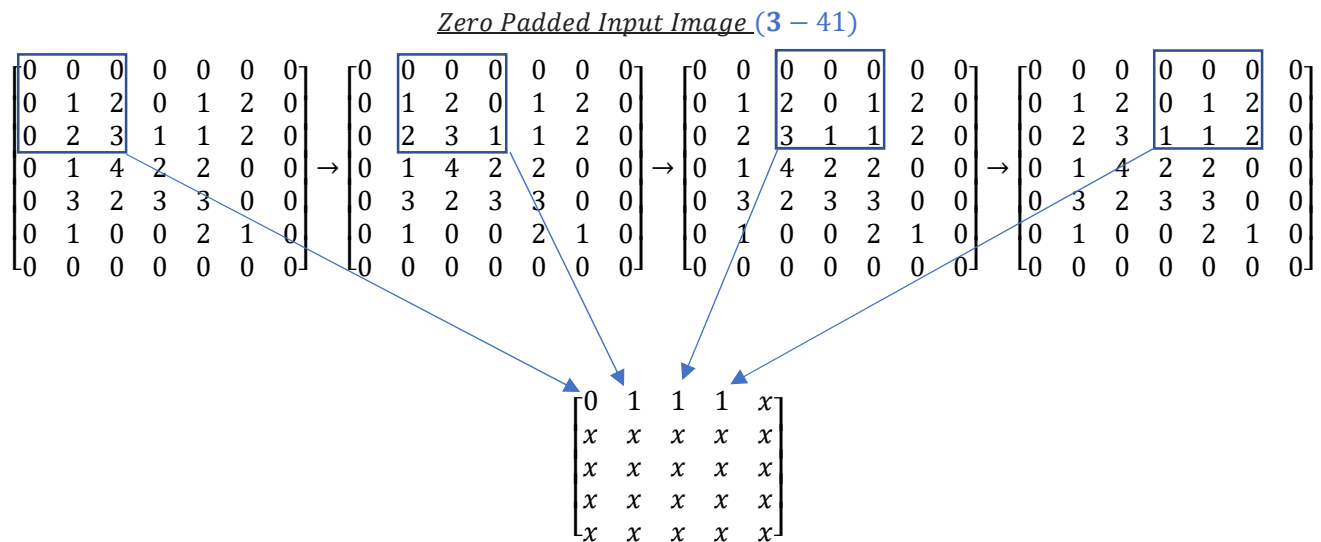 Zero Padded Input Image (3 − 41)
0 0 0 0 0 0 0 → 0 0 0 0 0 0 0 → 0 0 0 0 0 0 0 → 0 0 0 0 0 0 0
0 1 2 0 1 2 0 0 1 2 0 1 2 0 0 1 2 0 1 2 0 0 1 2 0 1 2 0
0 2 3 1 1 2 0 0 2 3 1 1 2 0 0 2 3 1 1 2 0 0 2 3 1 1 2 0
0 1 4 2 2 0 0 0 1 4 2 2 0 0 0 1 4 2 2 0 0 0 1 4 2 2 0 0
0 3 2 3 3 0 0 0 3 2 3 3 0 0 0 3 2 3 3 0 0 0 3 2 3 3 0 0
0 1 0 0 2 1 0 0 1 0 0 2 1 0 0 1 0 0 2 1 0 0 1 0 0 2 1 0
0 0 0 0 0 0 0 0 0 0 0 0 0 0 0 0 0 0 0 0 0 0 0 0 0 0 0 0
0 1 1 1 x
x x x x x
x x x x x
x x x x x
x x x x x